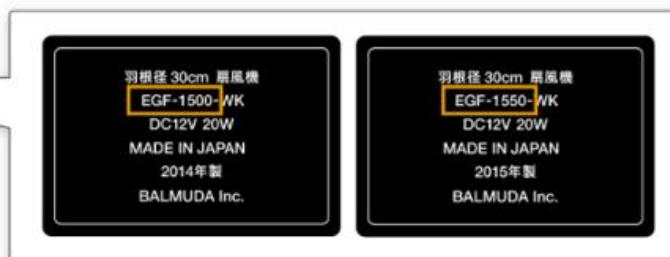 羽根径 30cm 扇風機
EGF-1500-WK
DC12V 20W
MADE IN JAPAN
2014年製
BALMUDA Inc.
羽根径 30cm 扇風機
EGF-1550-WK
DC12V 20W
MADE IN JAPAN
2015年製
BALMUDA Inc.